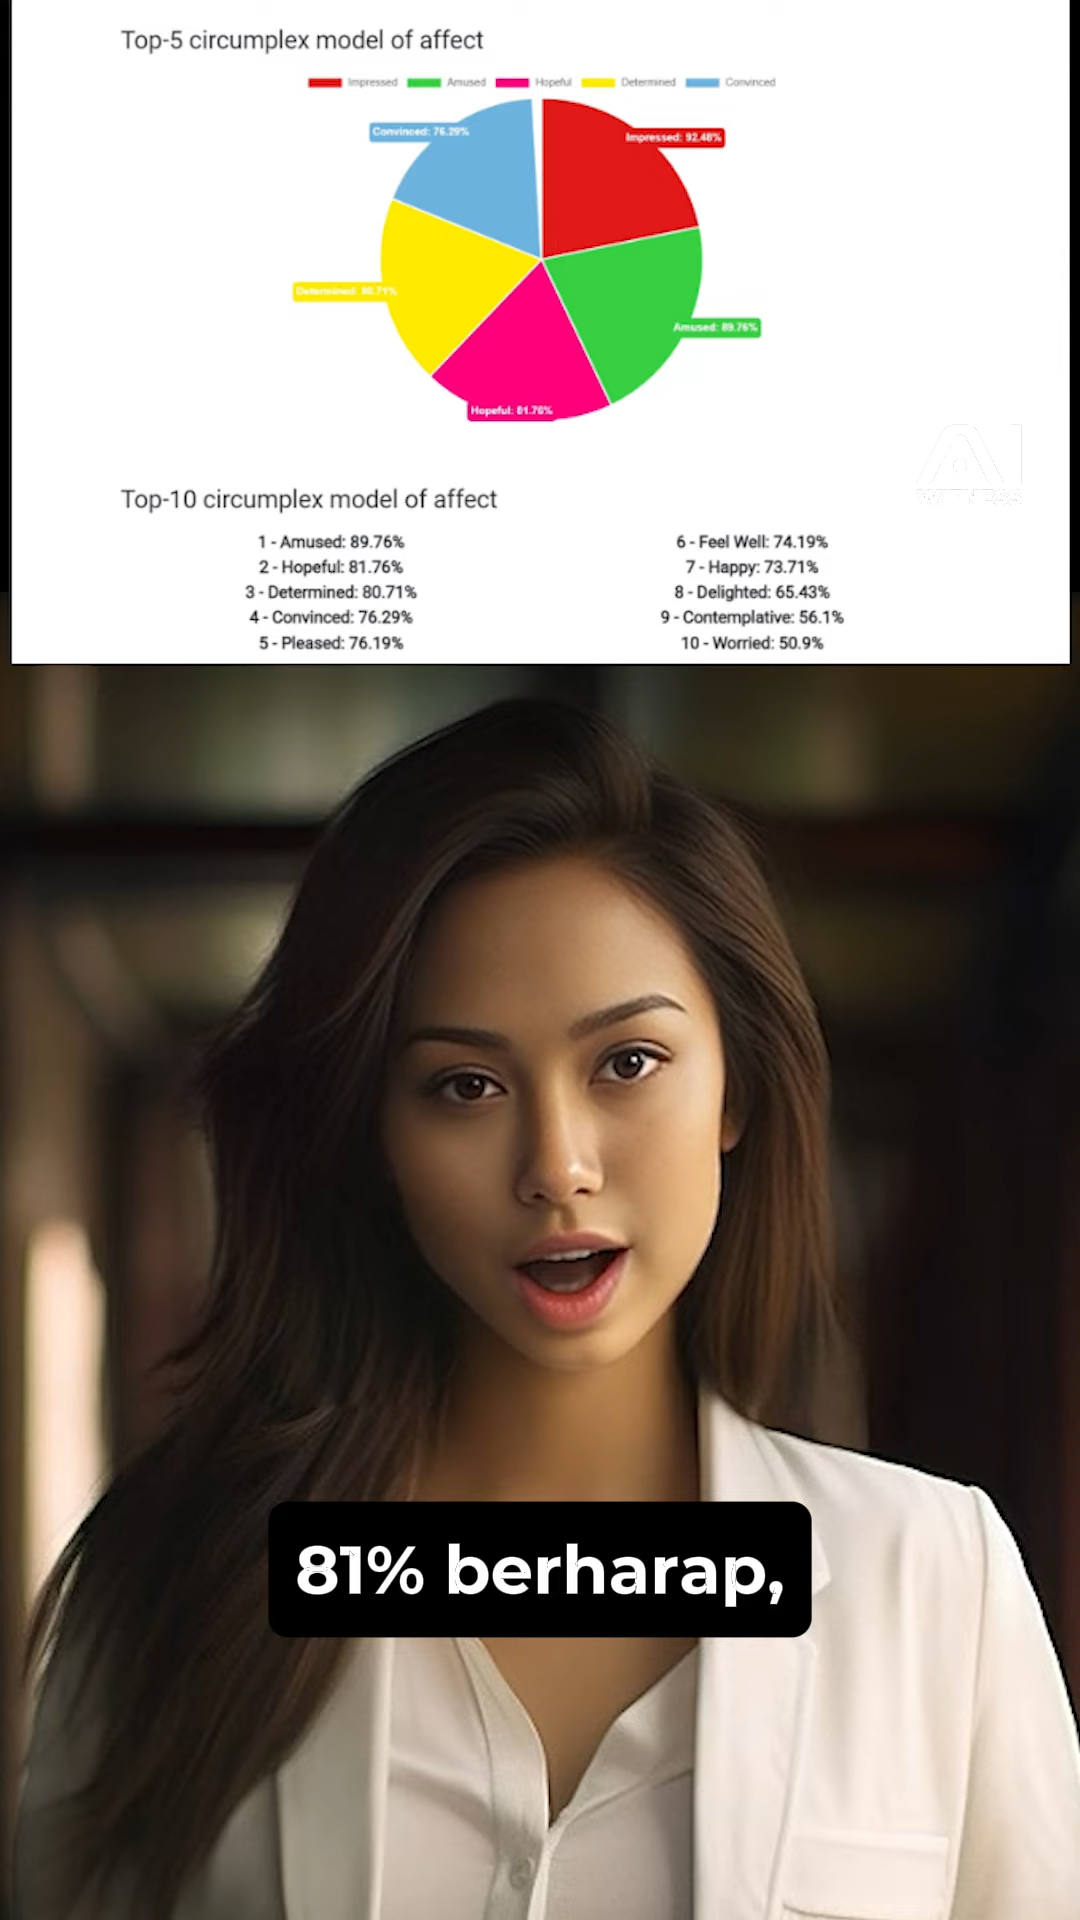 Top-5 circumplex model of affect
Impressed Amused Hopeful Determined Convinced
Convinced: 76.29%
Impressed: 92.48%
Determined: 80.71%
Amused: 89.76%
Hopeful: 81.76%
AI
WITNESS
Top-10 circumplex model of affect
1 - Amused: 89.76%
2 - Hopeful: 81.76%
3 - Determined: 80.71%
4 - Convinced: 76.29%
5 - Pleased: 76.19%
6 - Feel Well: 74.19%
7 - Happy: 73.71%
8 - Delighted: 65.43%
9 - Contemplative: 56.1%
10 - Worried: 50.9%
81% berharap,